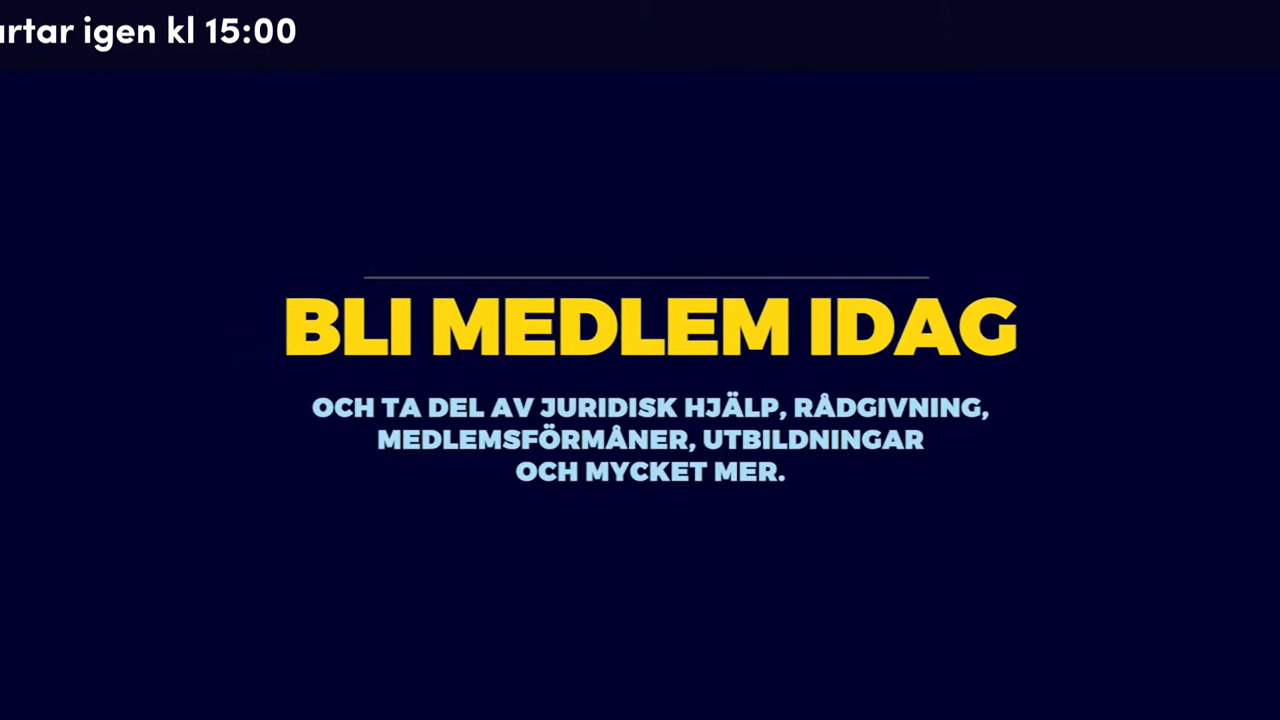 igen kl 15:00
BLI MEDLEM IDAG
OCH TA DEL AV JURIDISK HJÄLP, RÅDGIVNING,
MEDLEMSFÖRMÅNER, UTBILDNINGAR
OCH MYCKET MER.